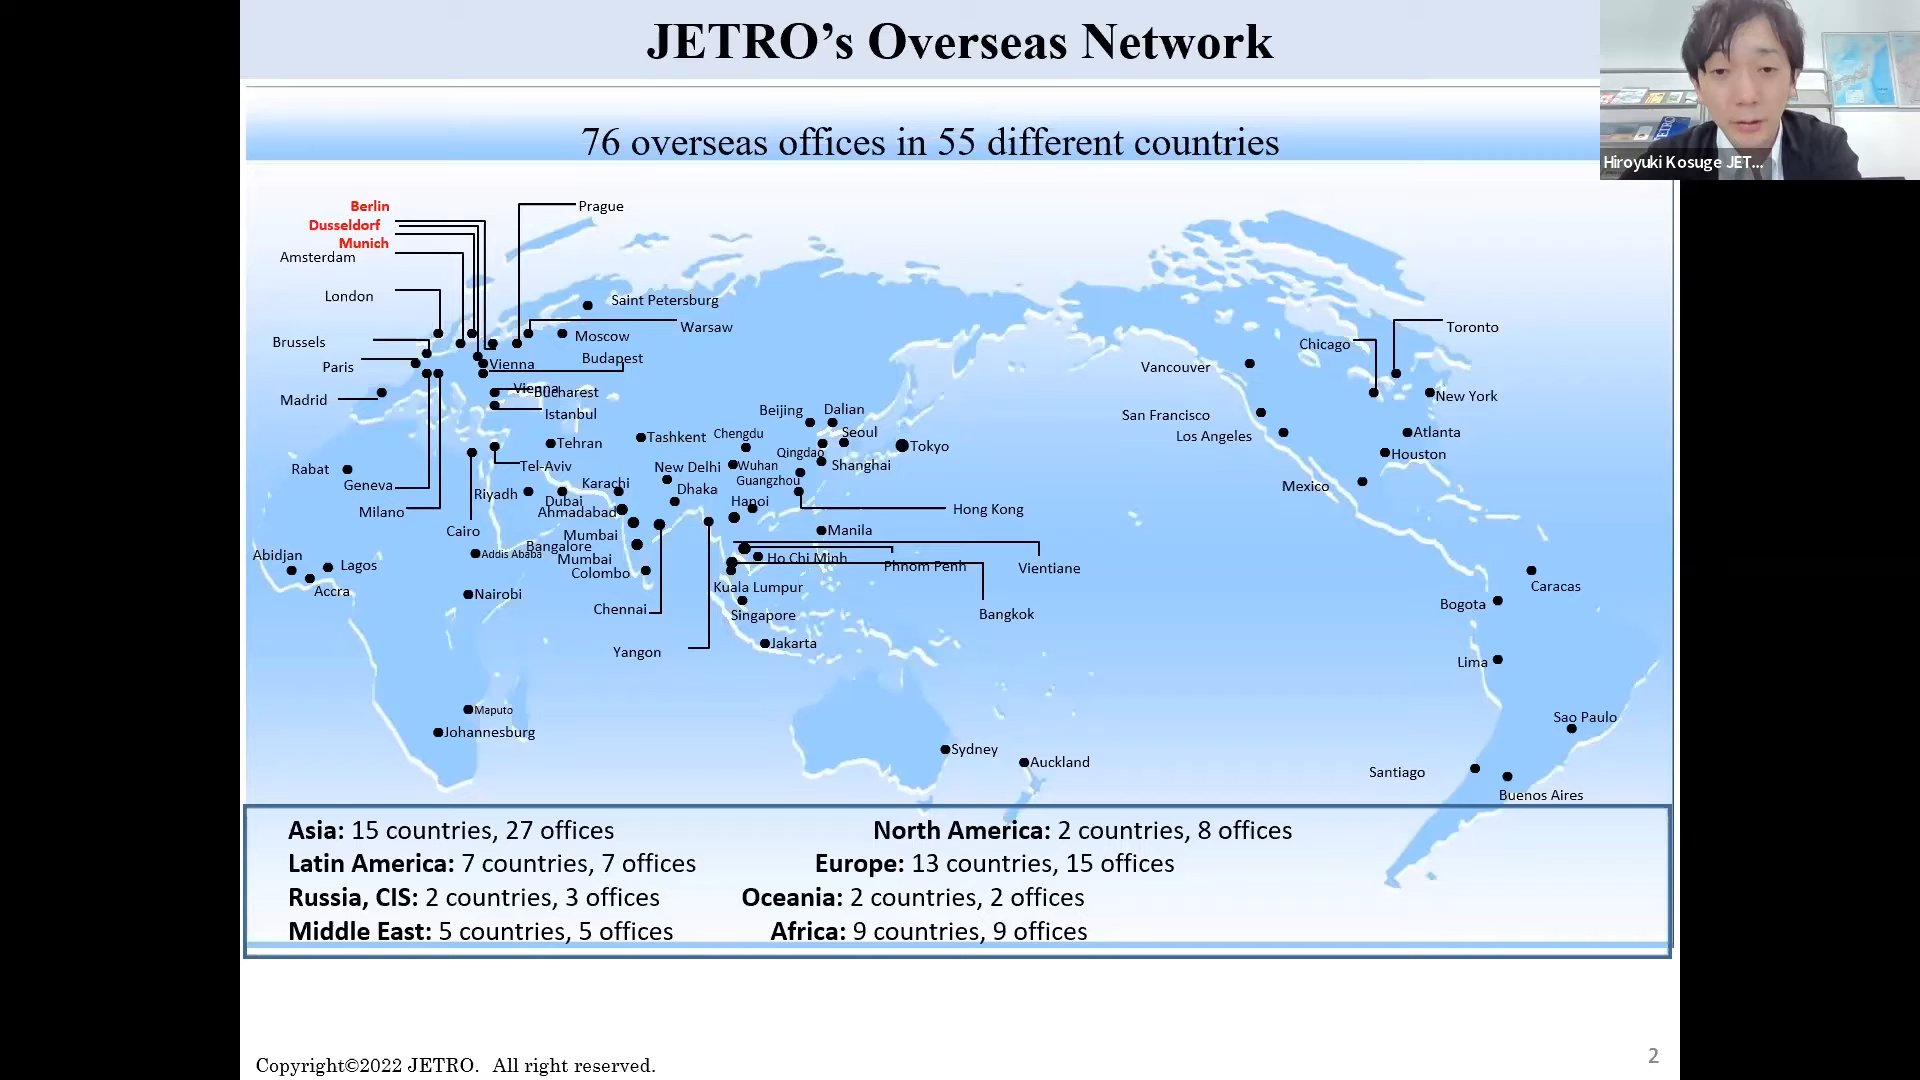 JETRO’s Overseas Network
76 overseas offices in 55 different countries
Hiroyuki Kosuge JET...
JETRO
Berlin
Dusseldorf
Munich
Amsterdam
London
Brussels
Paris
Madrid
Prague
Saint Petersburg
Warsaw
Moscow
Budapest
Vienna
Vienna
Bucharest
Istanbul
Tehran
Tel-Aviv
Tashkent
Rabat
Geneva
Milano
Cairo
Riyadh
Dubai
Karachi
Ahmadabad
New Delhi
Dhaka
Mumbai
Bangalore
Mumbai
Colombo
Chennai
Yangon
Beijing
Dalian
Chengdu
Seoul
Qingdao
Tokyo
Wuhan
Shanghai
Guangzhou
Hanoi
Hong Kong
Manila
Ho Chi Minh
Phnom Penh
Vientiane
Kuala Lumpur
Bangkok
Singapore
Jakarta
Abidjan
Lagos
Accra
Addis Ababa
Nairobi
Maputo
Johannesburg
Sydney
Auckland
Toronto
Chicago
Vancouver
New York
San Francisco
Los Angeles
Atlanta
Houston
Mexico
Caracas
Bogota
Lima
Sao Paulo
Santiago
Buenos Aires
Asia: 15 countries, 27 offices North America: 2 countries, 8 offices
Latin America: 7 countries, 7 offices Europe: 13 countries, 15 offices
Russia, CIS: 2 countries, 3 offices Oceania: 2 countries, 2 offices
Middle East: 5 countries, 5 offices Africa: 9 countries, 9 offices
Copyright©2022 JETRO. All right reserved.
2